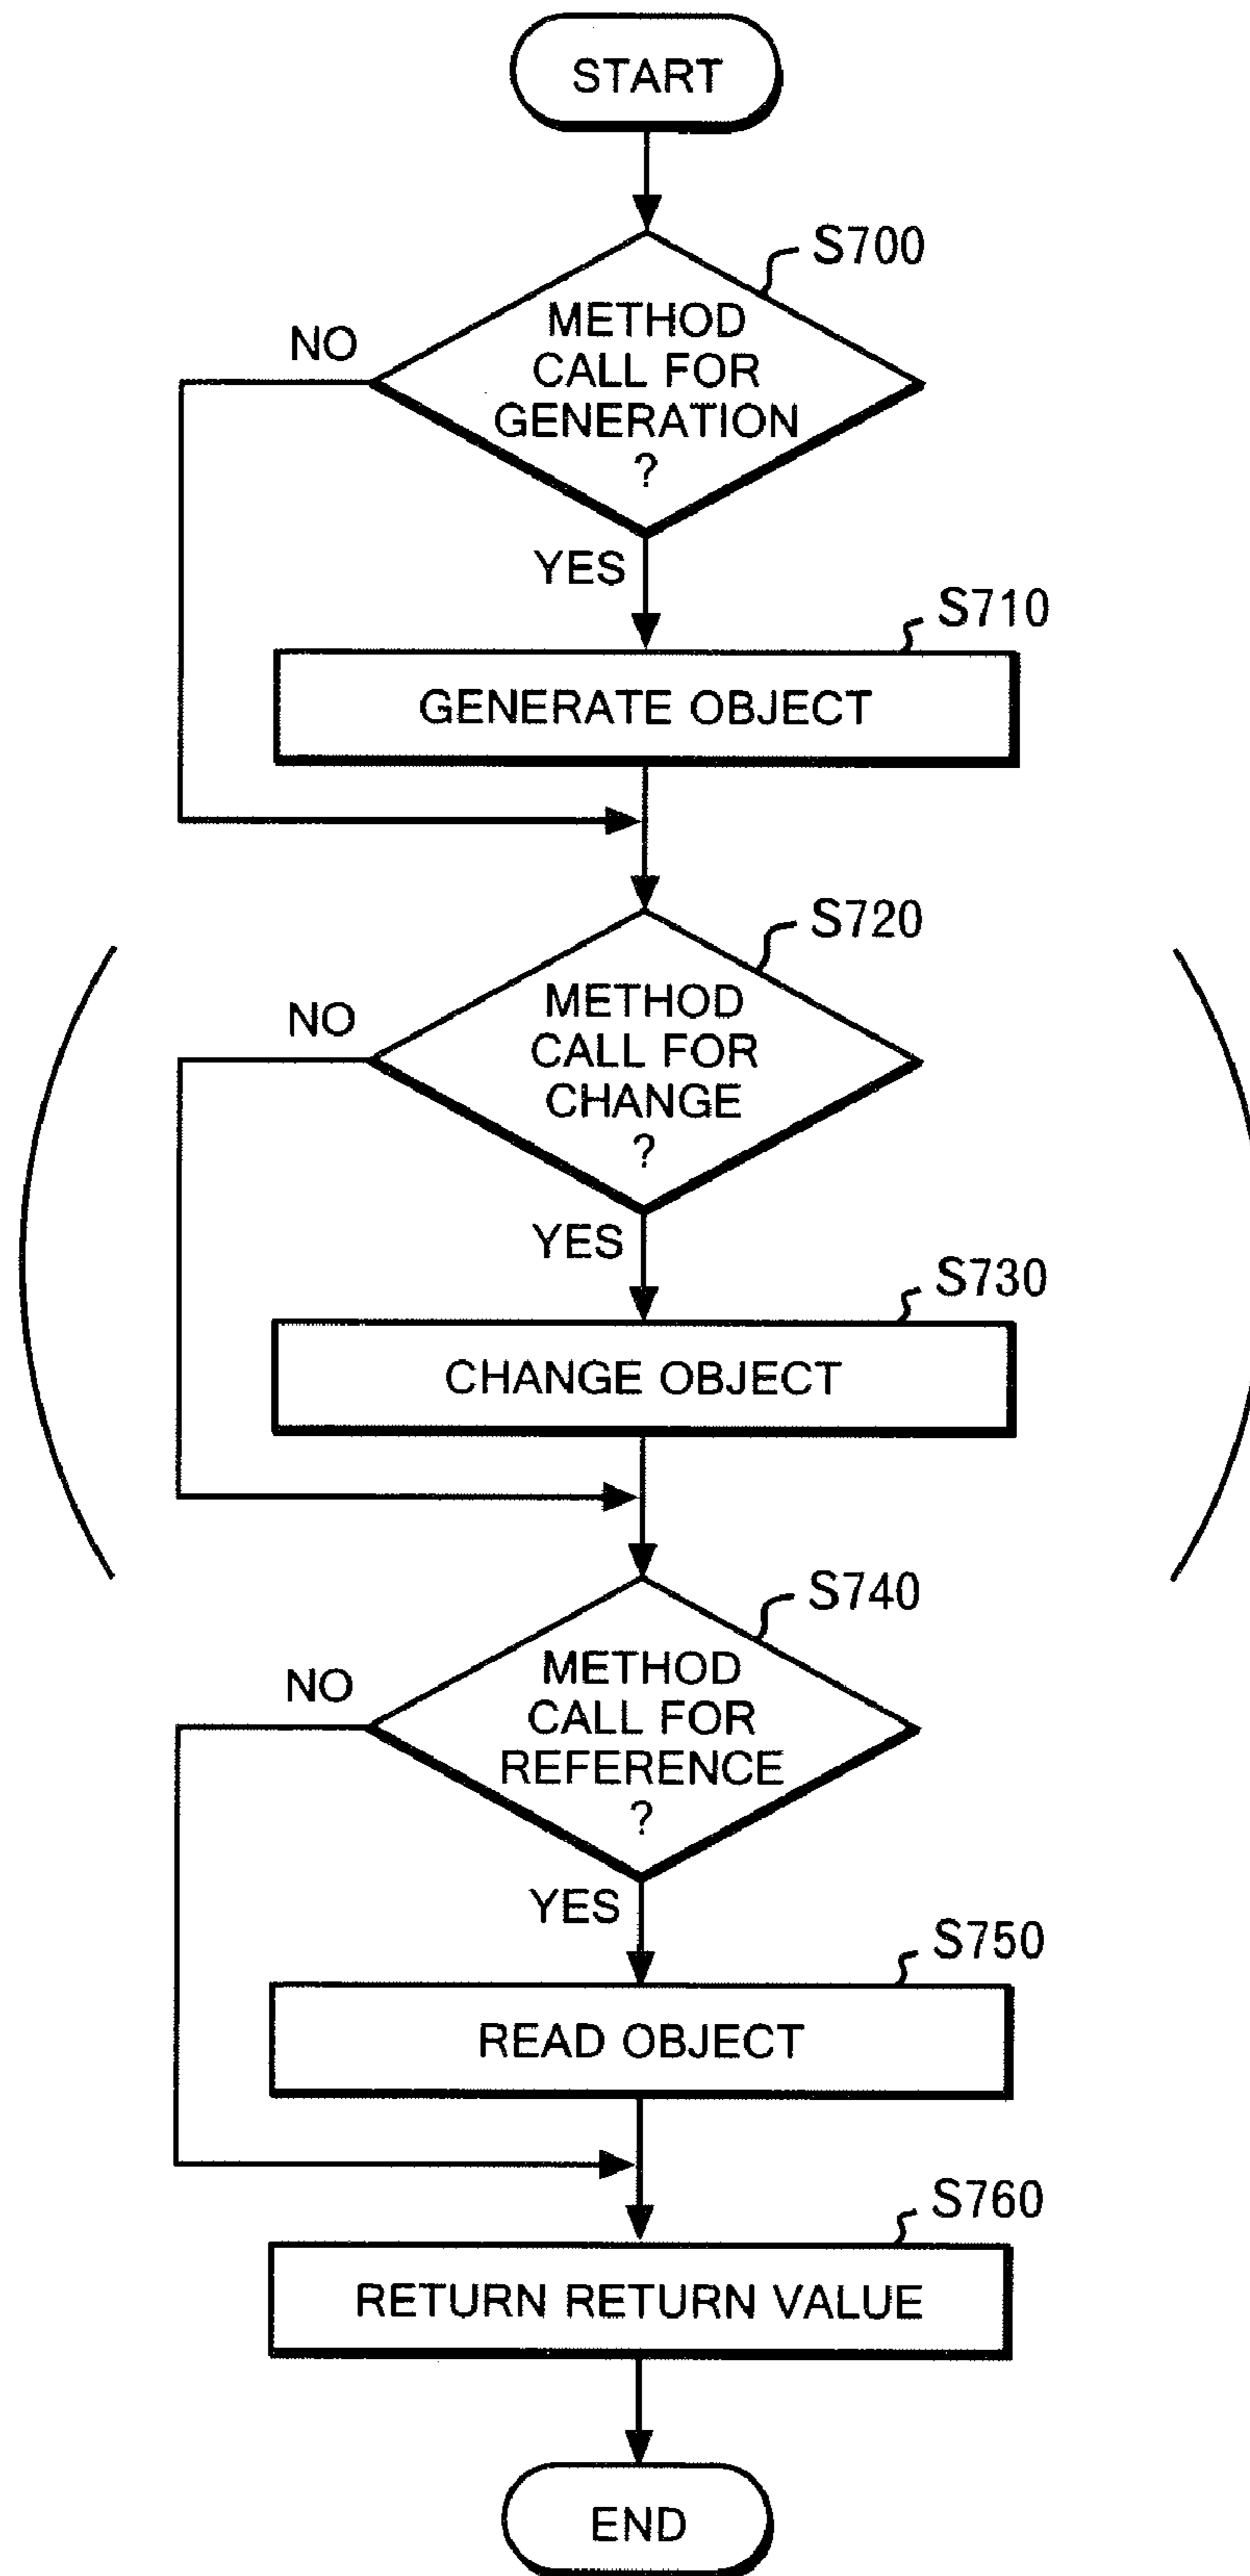 START
S700
METHOD
CALL FOR
GENERATION
?
NO
YES
S710
GENERATE OBJECT
S720
METHOD
CALL FOR
CHANGE
?
NO
YES
S730
CHANGE OBJECT
S740
METHOD
CALL FOR
REFERENCE
?
NO
YES
S750
READ OBJECT
S760
RETURN RETURN VALUE
END